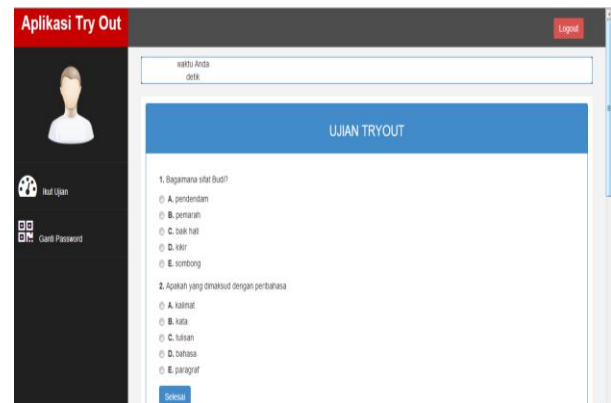 Aplikasi Try Out
Logout
waktu Anda
detik
UJIAN TRYOUT
Ikut Ujian
Ganti Password
1. Bagaimana sifat Budi?
A. pendendam
B. pemarah
C. baik hati
D. kikir
E. sombong
2. Apakah yang dimaksud dengan peribahasa
A. kalimat
B. kata
C. tulisan
D. bahasa
E. paragraf
Selesai